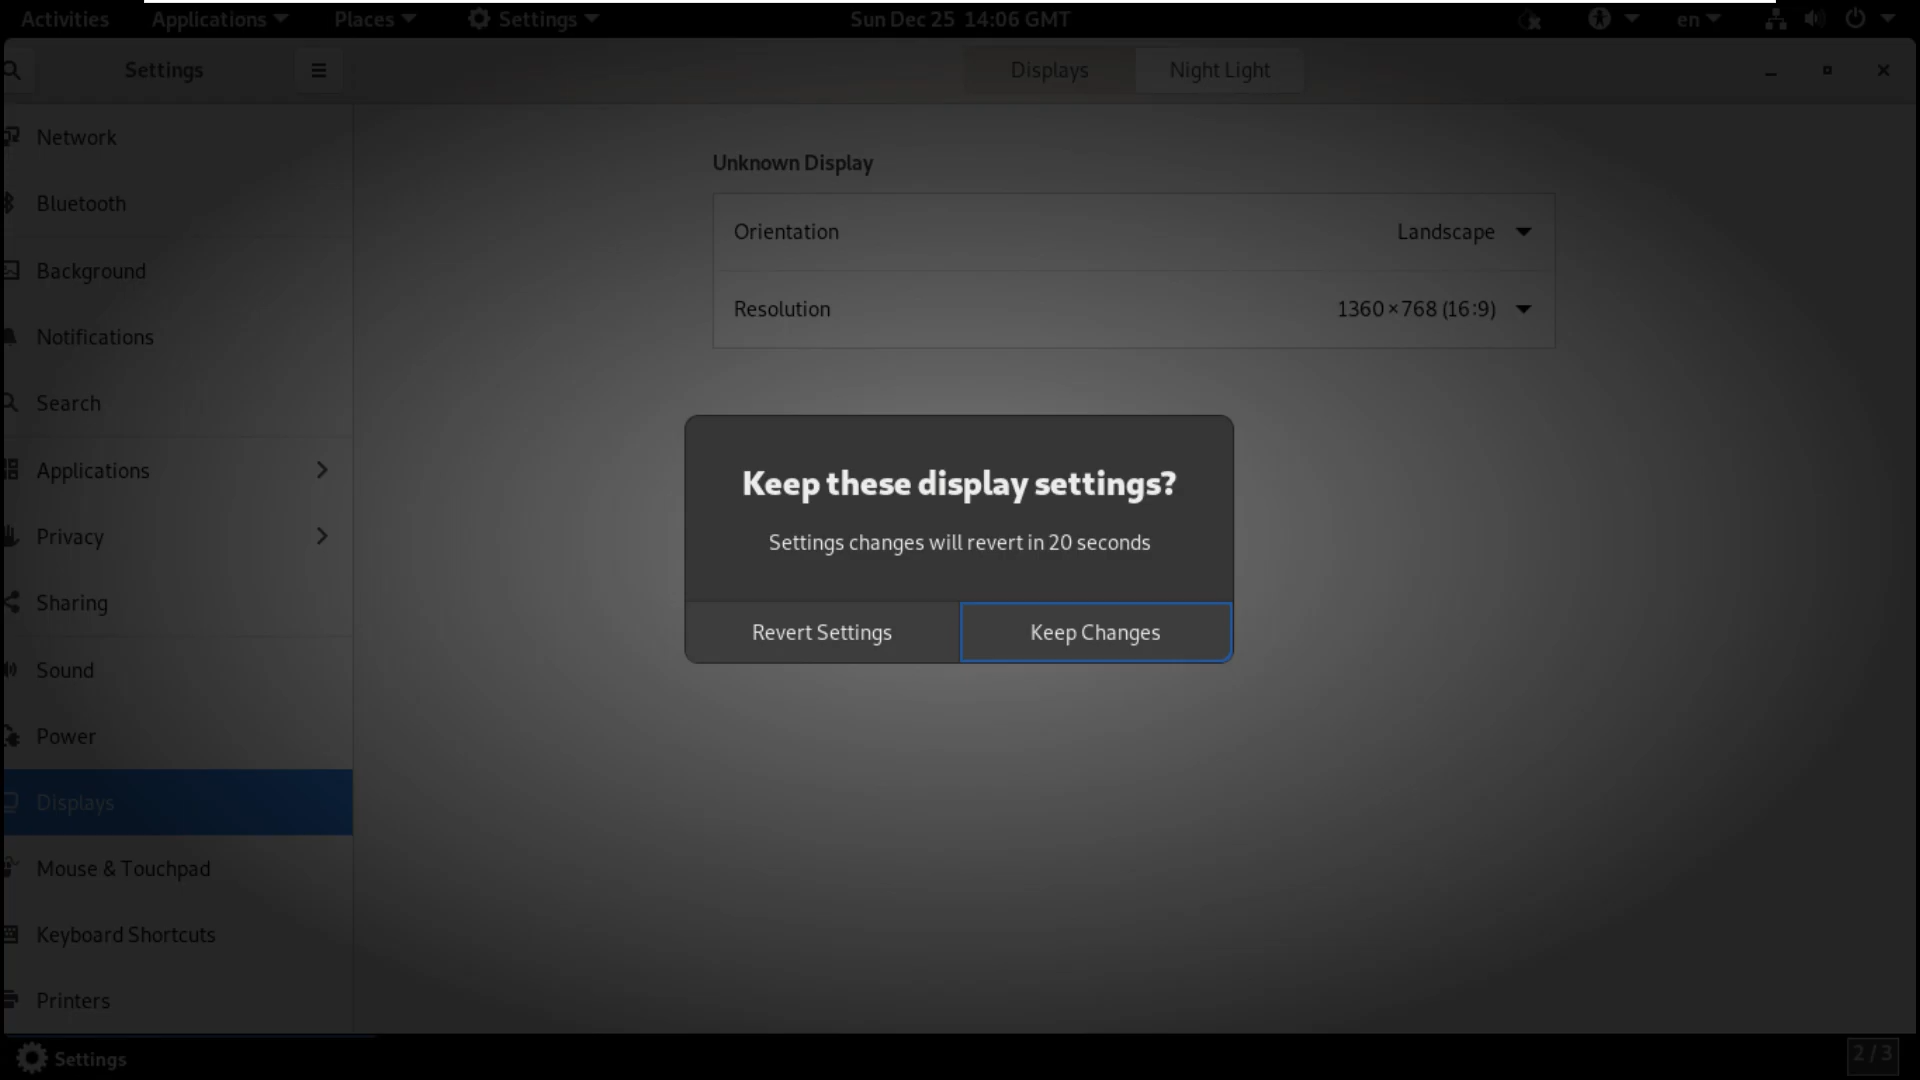 Activities Applications Places Settings Sun Dec 25 14:06 GMT en
Settings Displays Night Light
Network
Bluetooth
Background
Notifications
Search
Applications
Privacy
Sharing
Sound
Power
Displays
Mouse & Touchpad
Keyboard Shortcuts
Printers
Unknown Display
Orientation Landscape
Resolution 1360×768 (16:9)
Keep these display settings?
Settings changes will revert in 20 seconds
Revert Settings Keep Changes
Settings 2 / 3